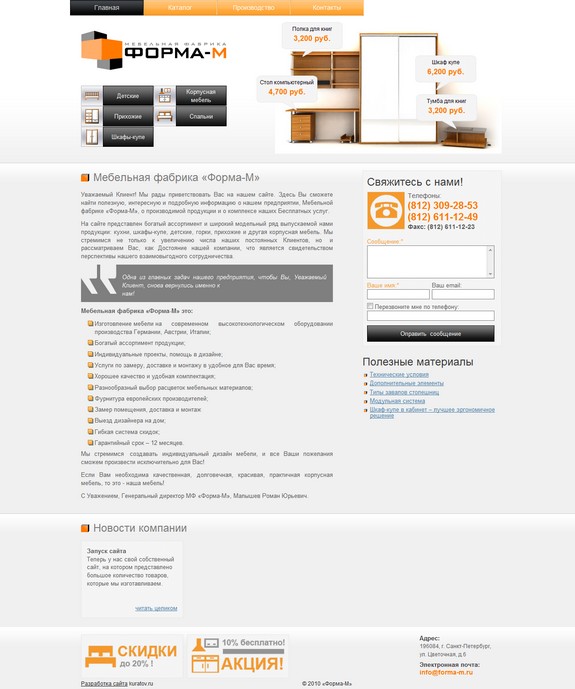 Главная
Каталог
Производство
Контакты
МЕБЕЛЬНАЯ ФАБРИКА
ФОРМА-М
Детские
Корпусная мебель
Прихожие
Спальни
Шкафы-купе
Полка для книг
3,200 руб.
Стол компьютерный
4,700 руб.
Шкаф купе
6,200 руб.
Тумба для книг
3,200 руб.
Мебельная фабрика «Форма-М»
Уважаемый Клиент! Мы рады приветствовать Вас на нашем сайте. Здесь Вы сможете
найти полезную, интересную и подробную информацию о нашем предприятии, Мебельной
фабрике «Форма-М», о производимой продукции и о комплексе наших Бесплатных услуг.
На сайте представлен богатый ассортимент и широкий модельный ряд выпускаемой нами
продукции: кухни, шкафы-купе, детские, горки, прихожие и другая корпусная мебель. Мы
стремимся не только к увеличению числа наших постоянных Клиентов, но и
рассматриваем Вас, как Достояние нашей компании, что является свидетельством
перспективы нашего взаимовыгодного сотрудничества.
Одна из главных задач нашего предприятия, чтобы Вы, Уважаемый
Клиент, снова вернулись именно к
нам!
Мебельная фабрика «Форма-М» это:
Изготовление мебели на современном высокотехнологическом оборудовании
производства Германии, Австрии, Италии;
Богатый ассортимент продукции;
Индивидуальные проекты, помощь в дизайне;
Услуги по замеру, доставке и монтажу в удобное для Вас время;
Хорошее качество и удобная комплектация;
Разнообразный выбор расцветок мебельных материалов;
Фурнитура европейских производителей;
Замер помещения, доставка и монтаж
Выезд дизайнера на дом;
Гибкая система скидок;
Гарантийный срок – 12 месяцев.
Мы стремимся создавать индивидуальный дизайн мебели, и все Ваши пожелания
сможем произвести исключительно для Вас!
Если Вам необходима качественная, долговечная, красивая, практичная корпусная
мебель, то это - наша мебель!
С Уважением, Генеральный директор МФ «Форма-М», Малышев Роман Юрьевич.
Свяжитесь с нами!
Телефоны:
(812) 309-28-53
(812) 611-12-49
Факс: (812) 611-12-23
Сообщение *
Ваше имя *
Ваш email:
Перезвоните мне по телефону:
Оправить сообщение
Полезные материалы
Технические условия
Дополнительные элементы
Типы завалов столешниц
Модульная система
Шкаф-купе в кабинет – лучшее эргономичное
решение
Новости компании
Запуск сайта
Теперь у нас свой собственный
сайт, на котором представлено
большое количество товаров,
которые мы изготавливаем.
читать целиком
СКИДКИ
до 20% !
10% бесплатно!
АКЦИЯ!
Адрес:
196084, г. Санкт-Петербург,
ул. Цветочная, д.6
Электронная почта:
info@forma-m.ru
Разработка сайта kuratov.ru
© 2010 «Форма-М»